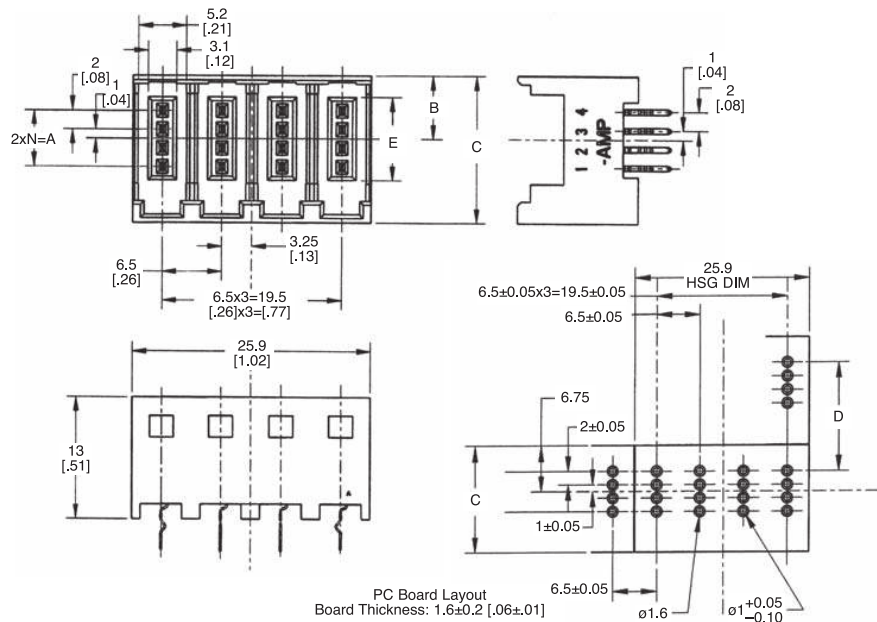 5.2
[.21]
3.1
[.12]
2
[.08]
1
[.04]
2xN=A
B
E
C
3.25
[.13]
6.5
[.26]
6.5x3=19.5
[.26]x3=[.77]
1 2 3 4
-AMP
1
[.04]
2
[.08]
25.9
[1.02]
13
[.51]
25.9
HSG DIM
6.5±0.05x3=19.5±0.05
6.5±0.05
6.75
2±0.05
D
C
1±0.05
6.5±0.05
ø1.6
ø1+0.05
−0.10
PC Board Layout
Board Thickness: 1.6±0.2 [.06±.01]